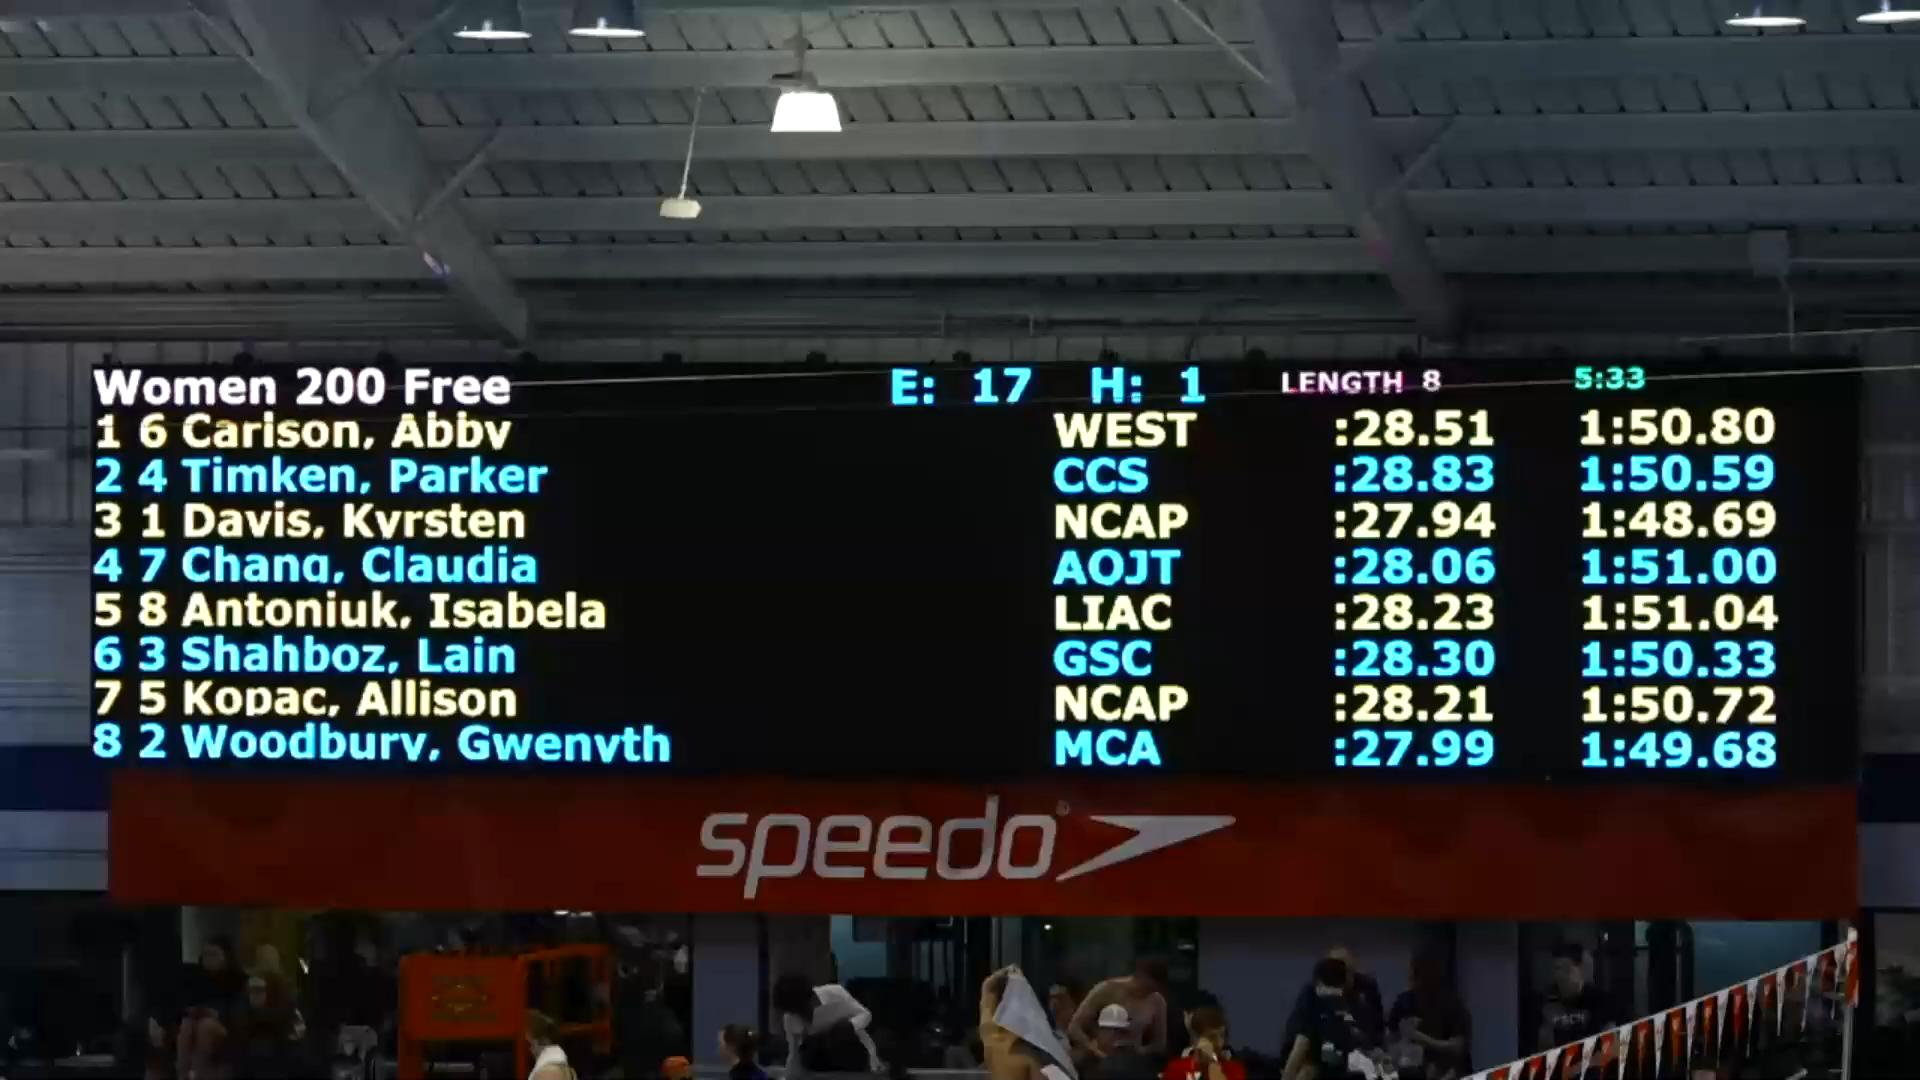 Women 200 Free E: 17 H: 1 LENGTH 8 5:33
1 6 Carlson, Abby WEST :28.51 1:50.80
2 4 Timken, Parker CCS :28.83 1:50.59
3 1 Davis, Kyrsten NCAP :27.94 1:48.69
4 7 Chang, Claudia AOJT :28.06 1:51.00
5 8 Antoniuk, Isabela LIAC :28.23 1:51.04
6 3 Shahboz, Lain GSC :28.30 1:50.33
7 5 Kopac, Allison NCAP :28.21 1:50.72
8 2 Woodbury, Gwenyth MCA :27.99 1:49.68
speedo